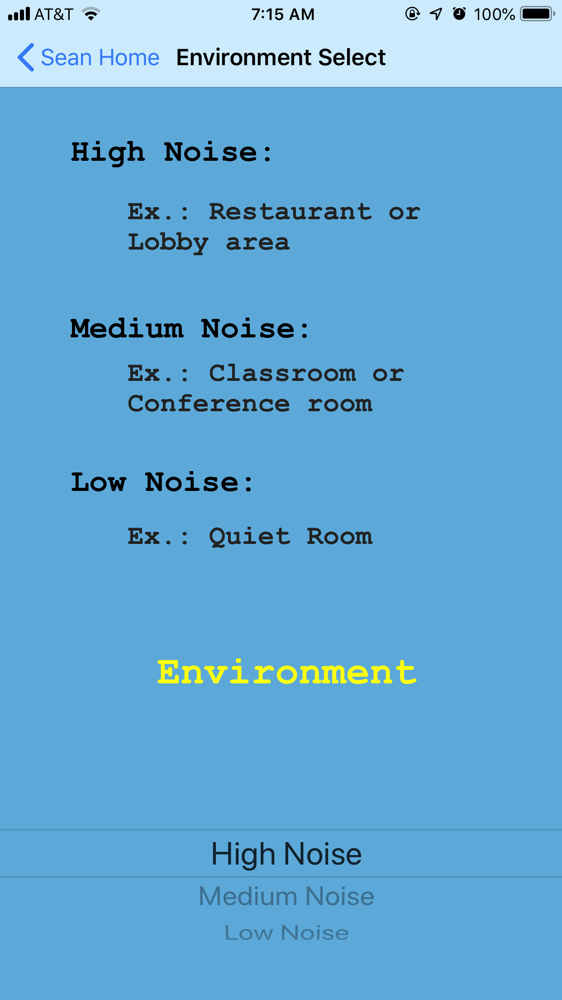 AT&T 7:15 AM 100%
Sean Home Environment Select
High Noise:
Ex.: Restaurant or
Lobby area
Medium Noise:
Ex.: Classroom or
Conference room
Low Noise:
Ex.: Quiet Room
Environment
High Noise
Medium Noise
Low Noise